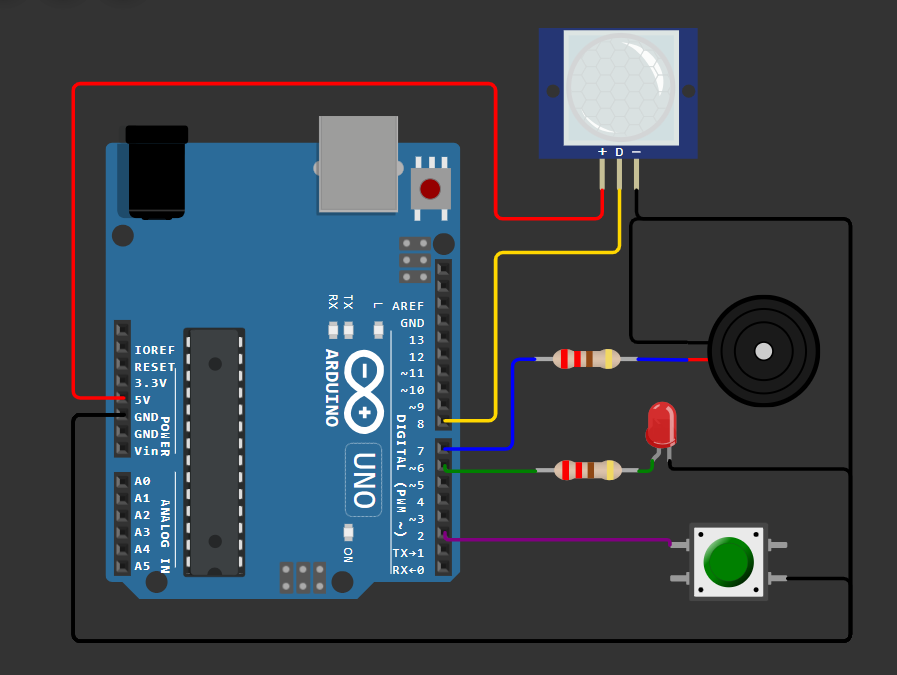 + D −
RX TX L
AREF
GND
13
12
~11
~10
~9
8
7
~6
~5
4
~3
2
TX→1
RX←0
DIGITAL (PWM ~)
ARDUINO
UNO
ON
IOREF
RESET
3.3V
5V
GND
GND
Vin
POWER
A0
A1
A2
A3
A4
A5
ANALOG IN